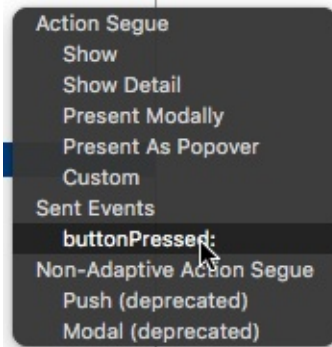 Action Segue
Show
Show Detail
Present Modally
Present As Popover
Custom
Sent Events
buttonPressed:
Non-Adaptive Action Segue
Push (deprecated)
Modal (deprecated)